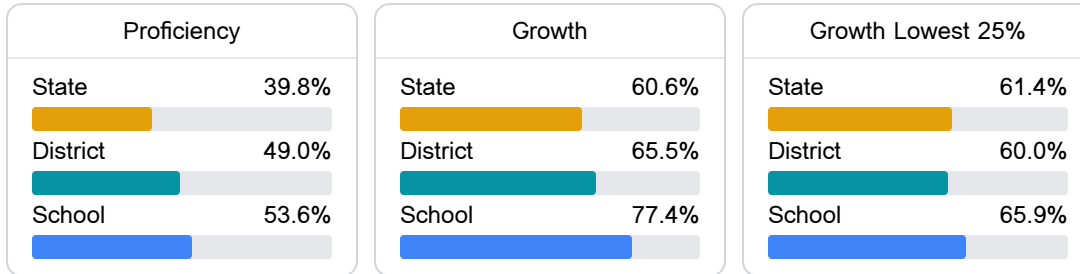 Proficiency
State 39.8%
District 49.0%
School 53.6%
Growth
State 60.6%
District 65.5%
School 77.4%
Growth Lowest 25%
State 61.4%
District 60.0%
School 65.9%